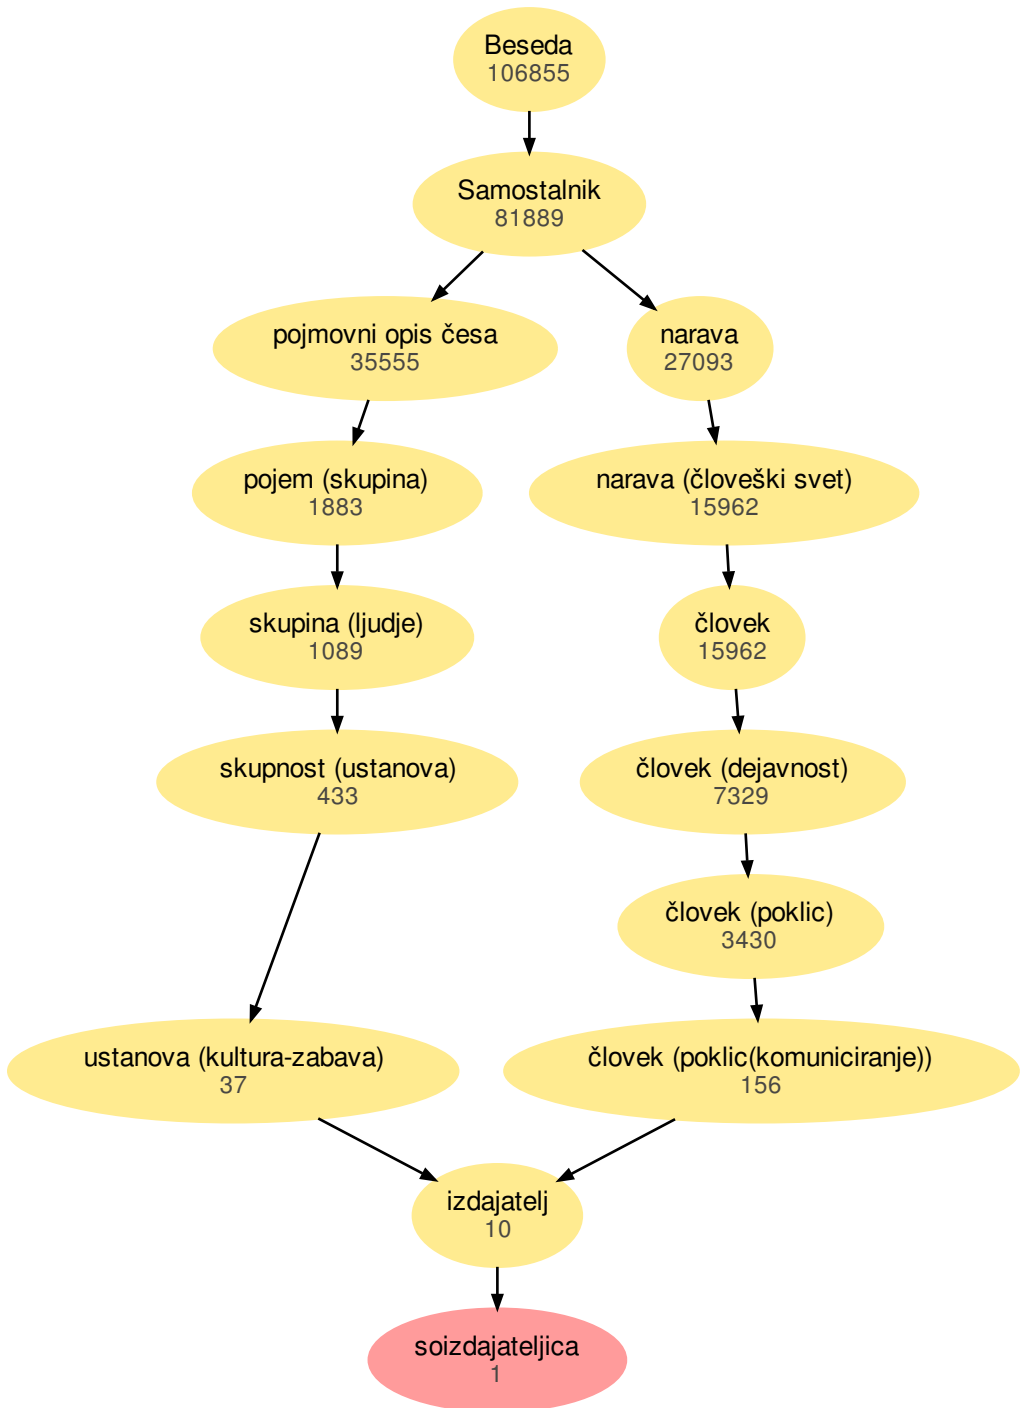 Beseda
106855
Samostalnik
81889
pojmovni opis česa
35555
narava
27093
pojem (skupina)
1883
narava (človeški svet)
15962
skupina (ljudje)
1089
človek
15962
skupnost (ustanova)
433
človek (dejavnost)
7329
človek (poklic)
3430
ustanova (kultura-zabava)
37
človek (poklic(komuniciranje))
156
izdajatelj
10
soizdajateljica
1